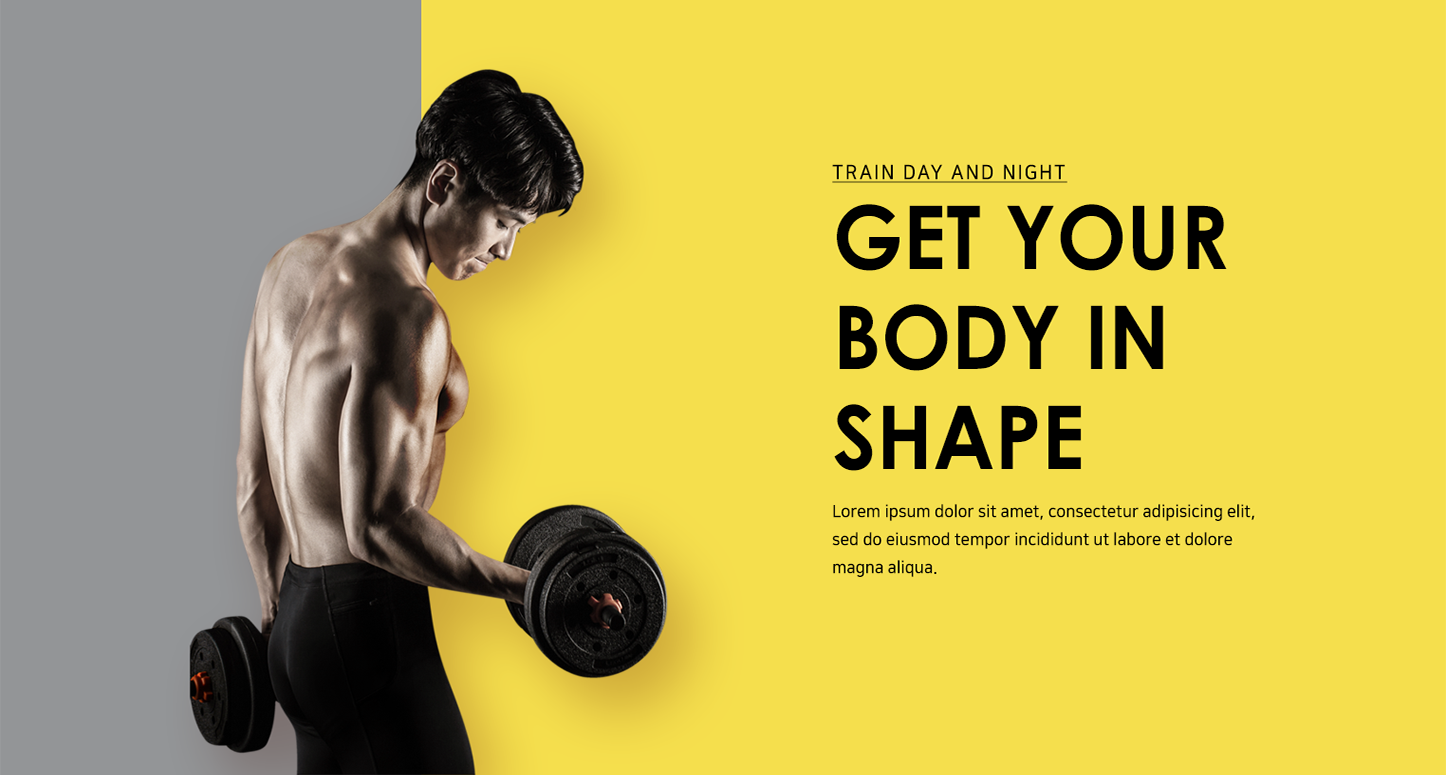 TRAIN DAY AND NIGHT
GET YOUR
BODY IN
SHAPE
Lorem ipsum dolor sit amet, consectetur adipisicing elit,
sed do eiusmod tempor incididunt ut labore et dolore
magna aliqua.